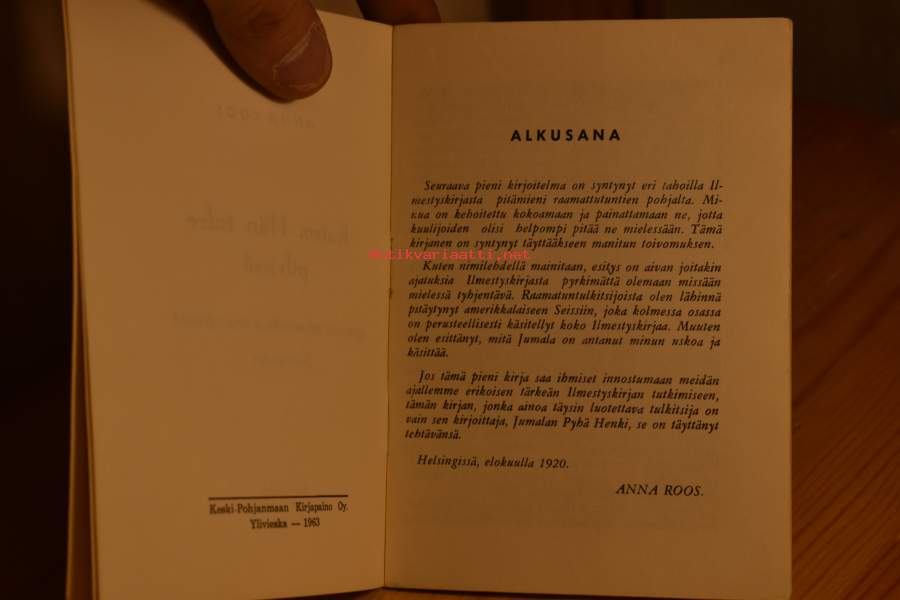 Keski-Pohjanmaan Kirjapaino Oy.
Ylivieska — 1963
ALKUSANA
Seuraava pieni kirjoitelma on syntynyt eri tahoilla Il-
mestyskirjasta pitämieni raamattutuntien pohjalta. Mi-
nua on kehoitettu kokoamaan ja painattamaan ne, jotta
kuulijoiden olisi helpompi pitää ne mielessään. Tämä
kirjanen on syntynyt täyttääkseen mainitun toivomuksen.
antikvariaatti.net
Kuten nimilehdellä mainitaan, esitys on aivan joitakin
ajatuksia Ilmestyskirjasta pyrkimättä olemaan missään
mielessä tyhjentävä. Raamatuntulkitsijoista olen lähinnä
pitäytynyt amerikkalaiseen Seissiin, joka kolmessa osassa
on perusteellisesti käsitellyt koko Ilmestyskirjaa. Muuten
olen esittänyt, mitä Jumala on antanut minun uskoa ja
käsittää.
Jos tämä pieni kirja saa ihmiset innostumaan meidän
ajallemme erikoisen tärkeän Ilmestyskirjan tutkimiseen,
tämän kirjan, jonka ainoa täysin luotettava tulkitsija on
vain sen kirjoittaja, Jumalan Pyhä Henki, se on täyttänyt
tehtävänsä.
Helsingissä, elokuulla 1920.
ANNA ROOS.